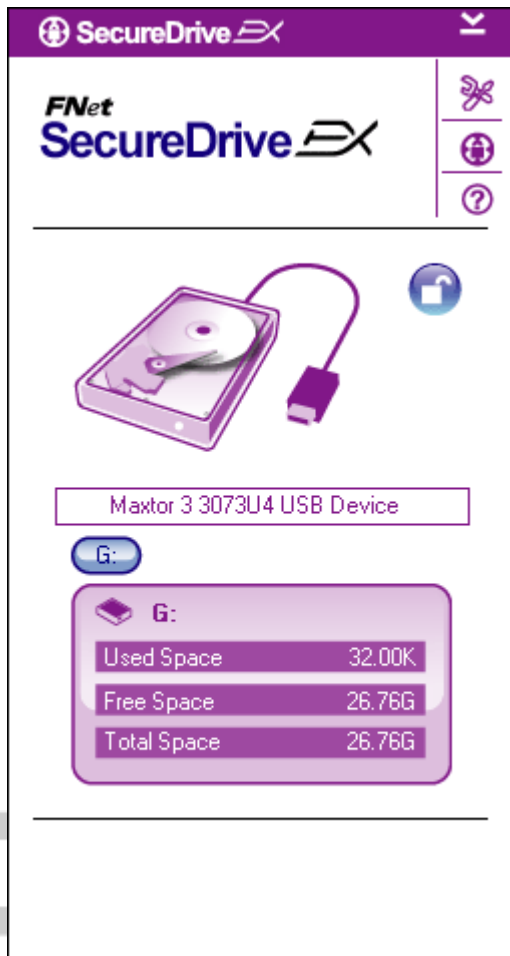 SecureDrive EX
FNet
SecureDrive EX
Maxtor 3 3073U4 USB Device
G:
G:
Used Space 32.00K
Free Space 26.76G
Total Space 26.76G